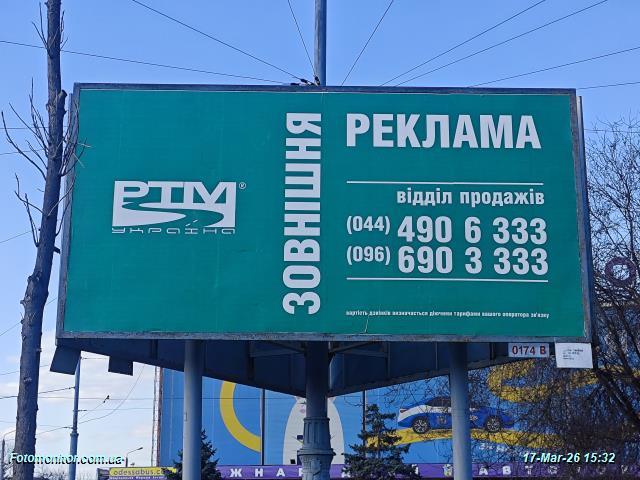 РТМ®
україна
ЗОВНІШНЯ
РЕКЛАМА
відділ продажів
(044) 490 6 333
(096) 690 3 333
вартість дзвінків визначається діючими тарифами вашого оператора зв'язку
0174 B
odessabus.c
Fotomonitor.com.ua
17-Mar-26 15:32